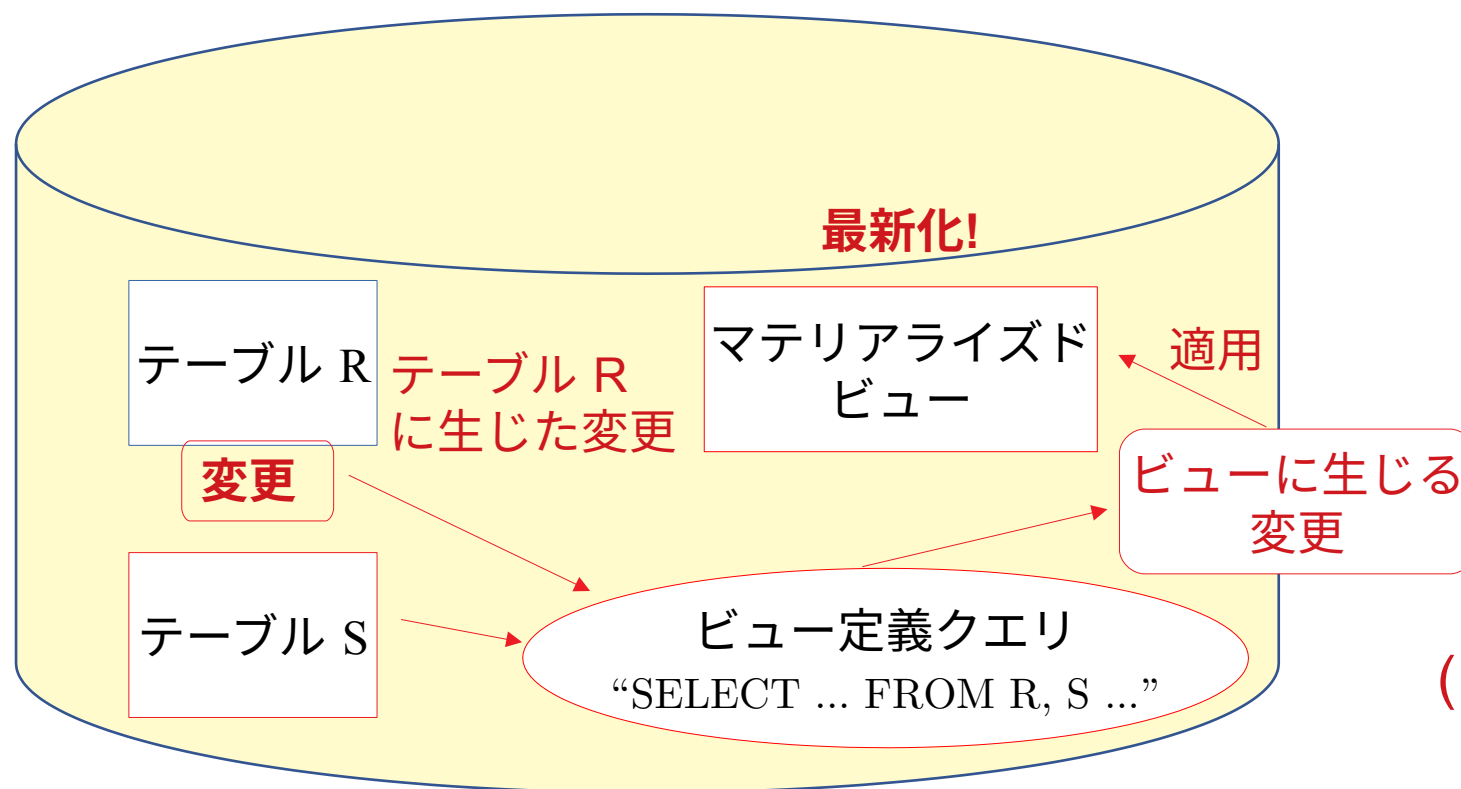 最新化!
テーブル R
テーブル R
に生じた変更
マテリアライズド
ビュー
適用
変更
ビューに生じる
変更
テーブル S
ビュー定義クエリ
“SELECT ... FROM R, S ...”
(